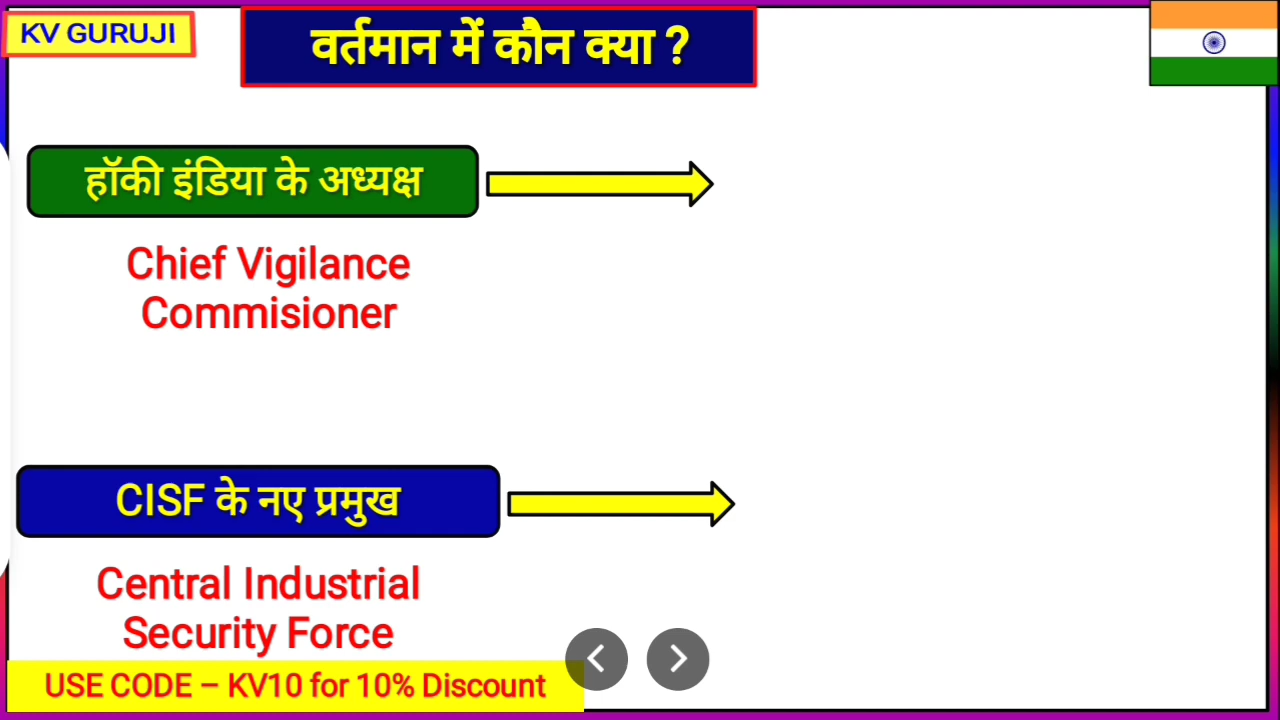 KV GURUJI
वर्तमान में कौन क्या ?
हॉकी इंडिया के अध्यक्ष
Chief Vigilance
Commisioner
CISF के नए प्रमुख
Central Industrial
Security Force
USE CODE – KV10 for 10% Discount